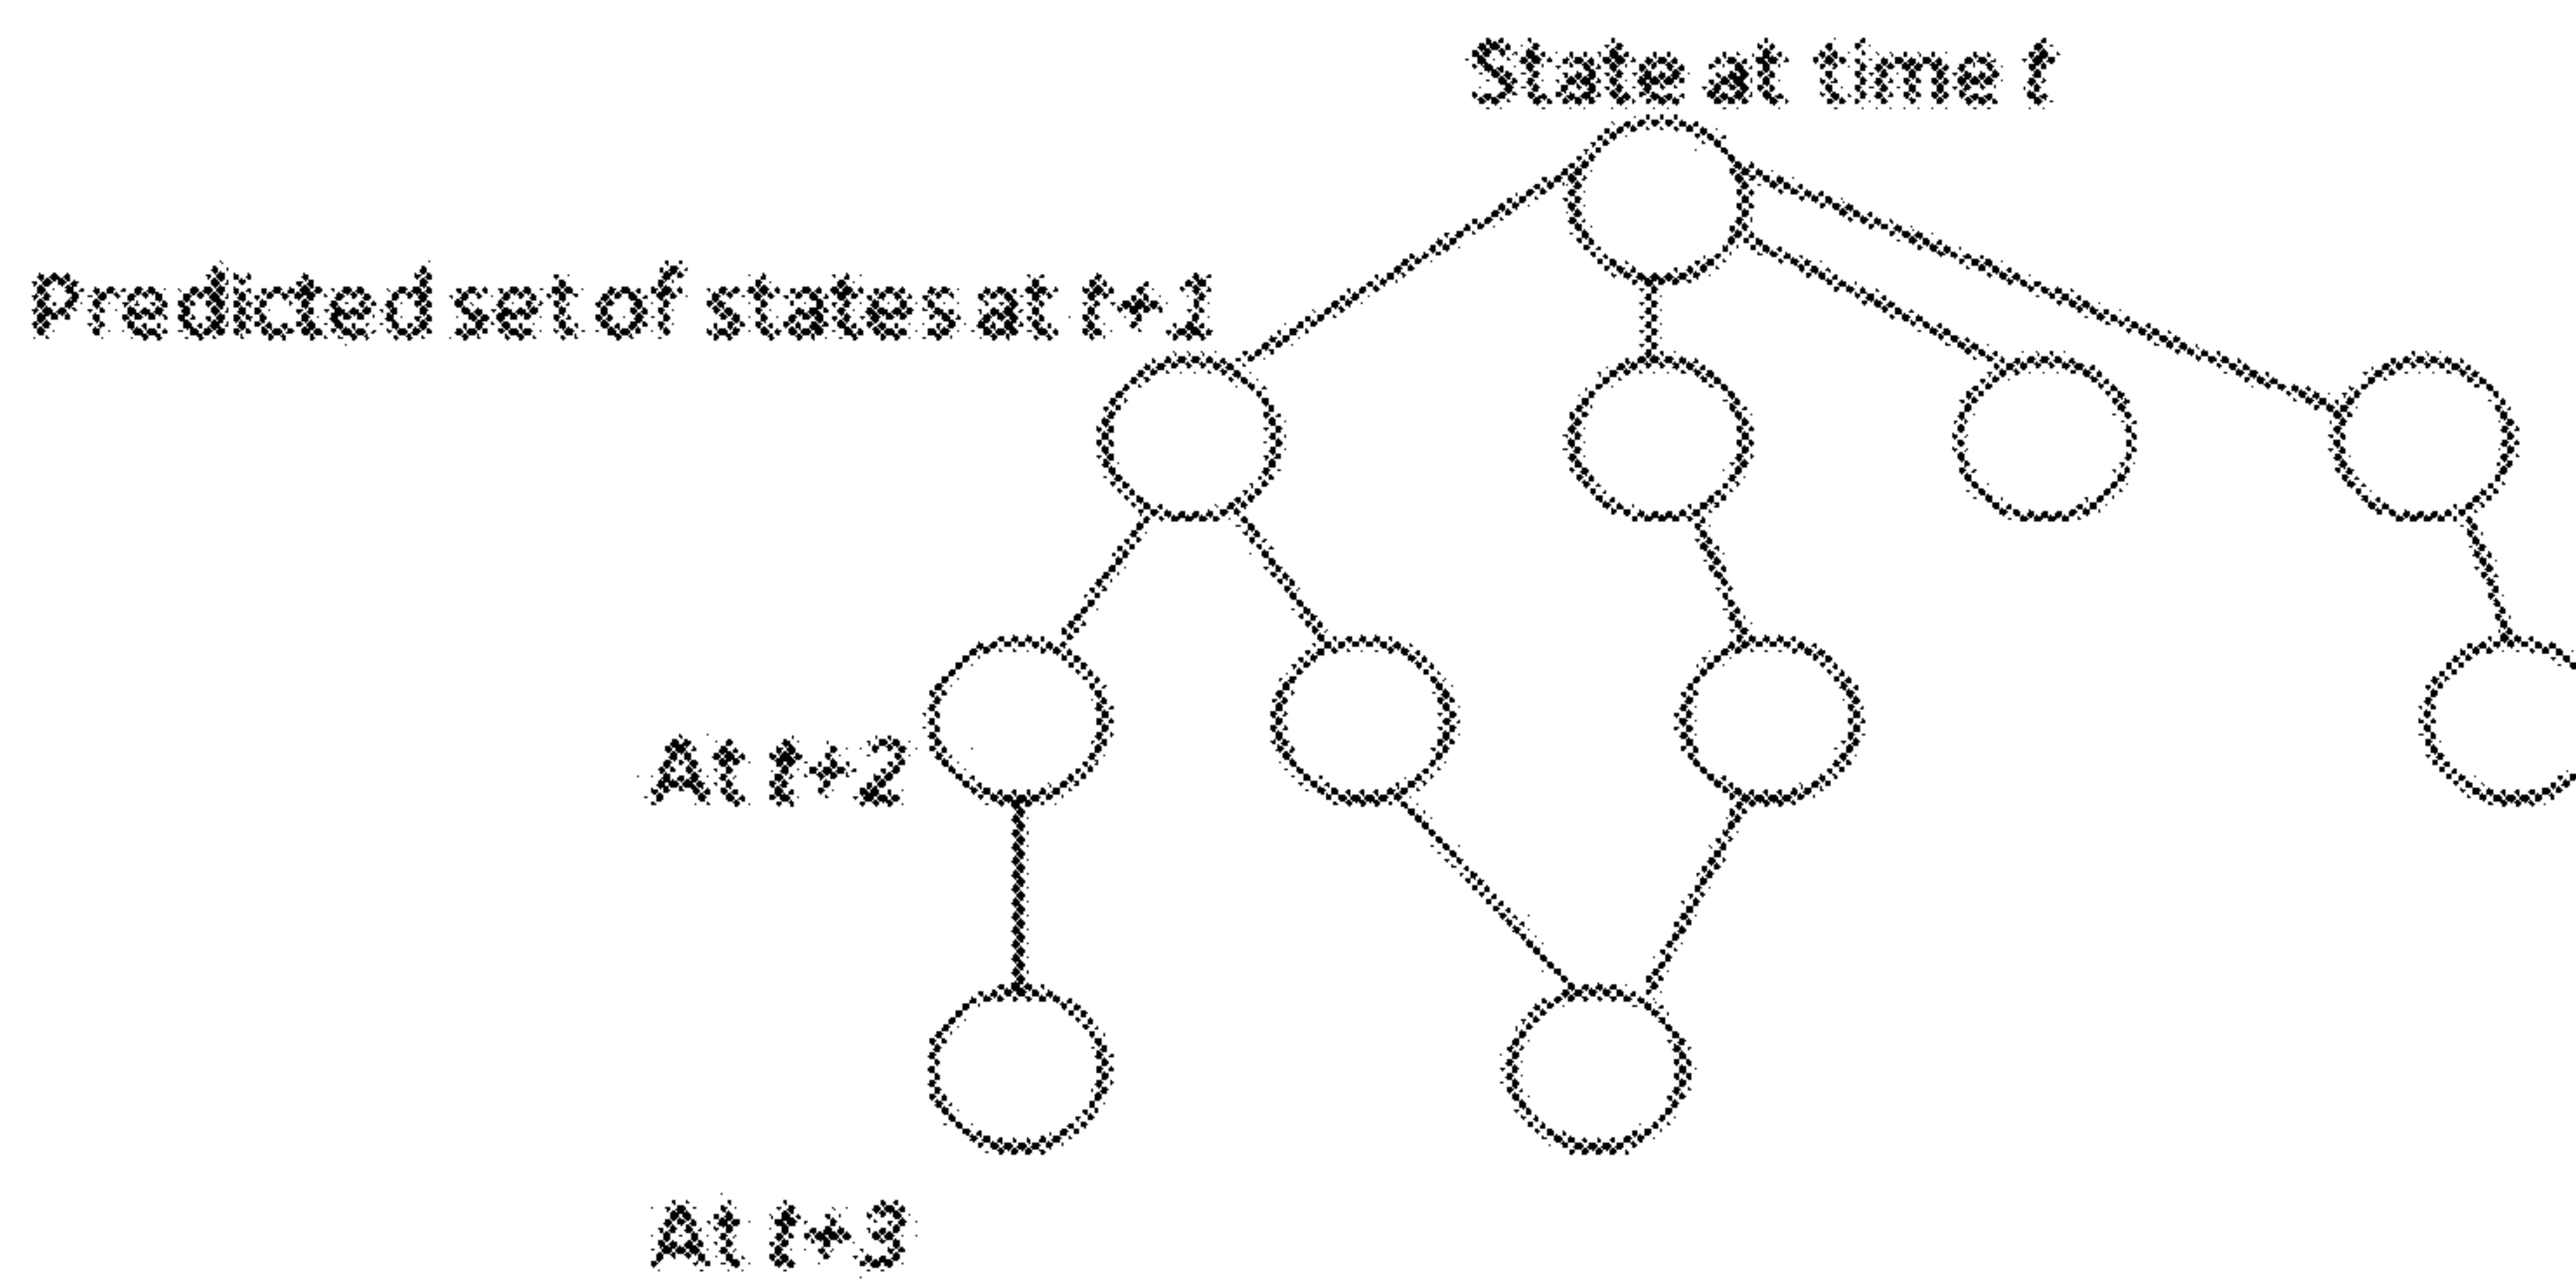 State at time t
Predicted set of states at t+1
At t+2
At t+3